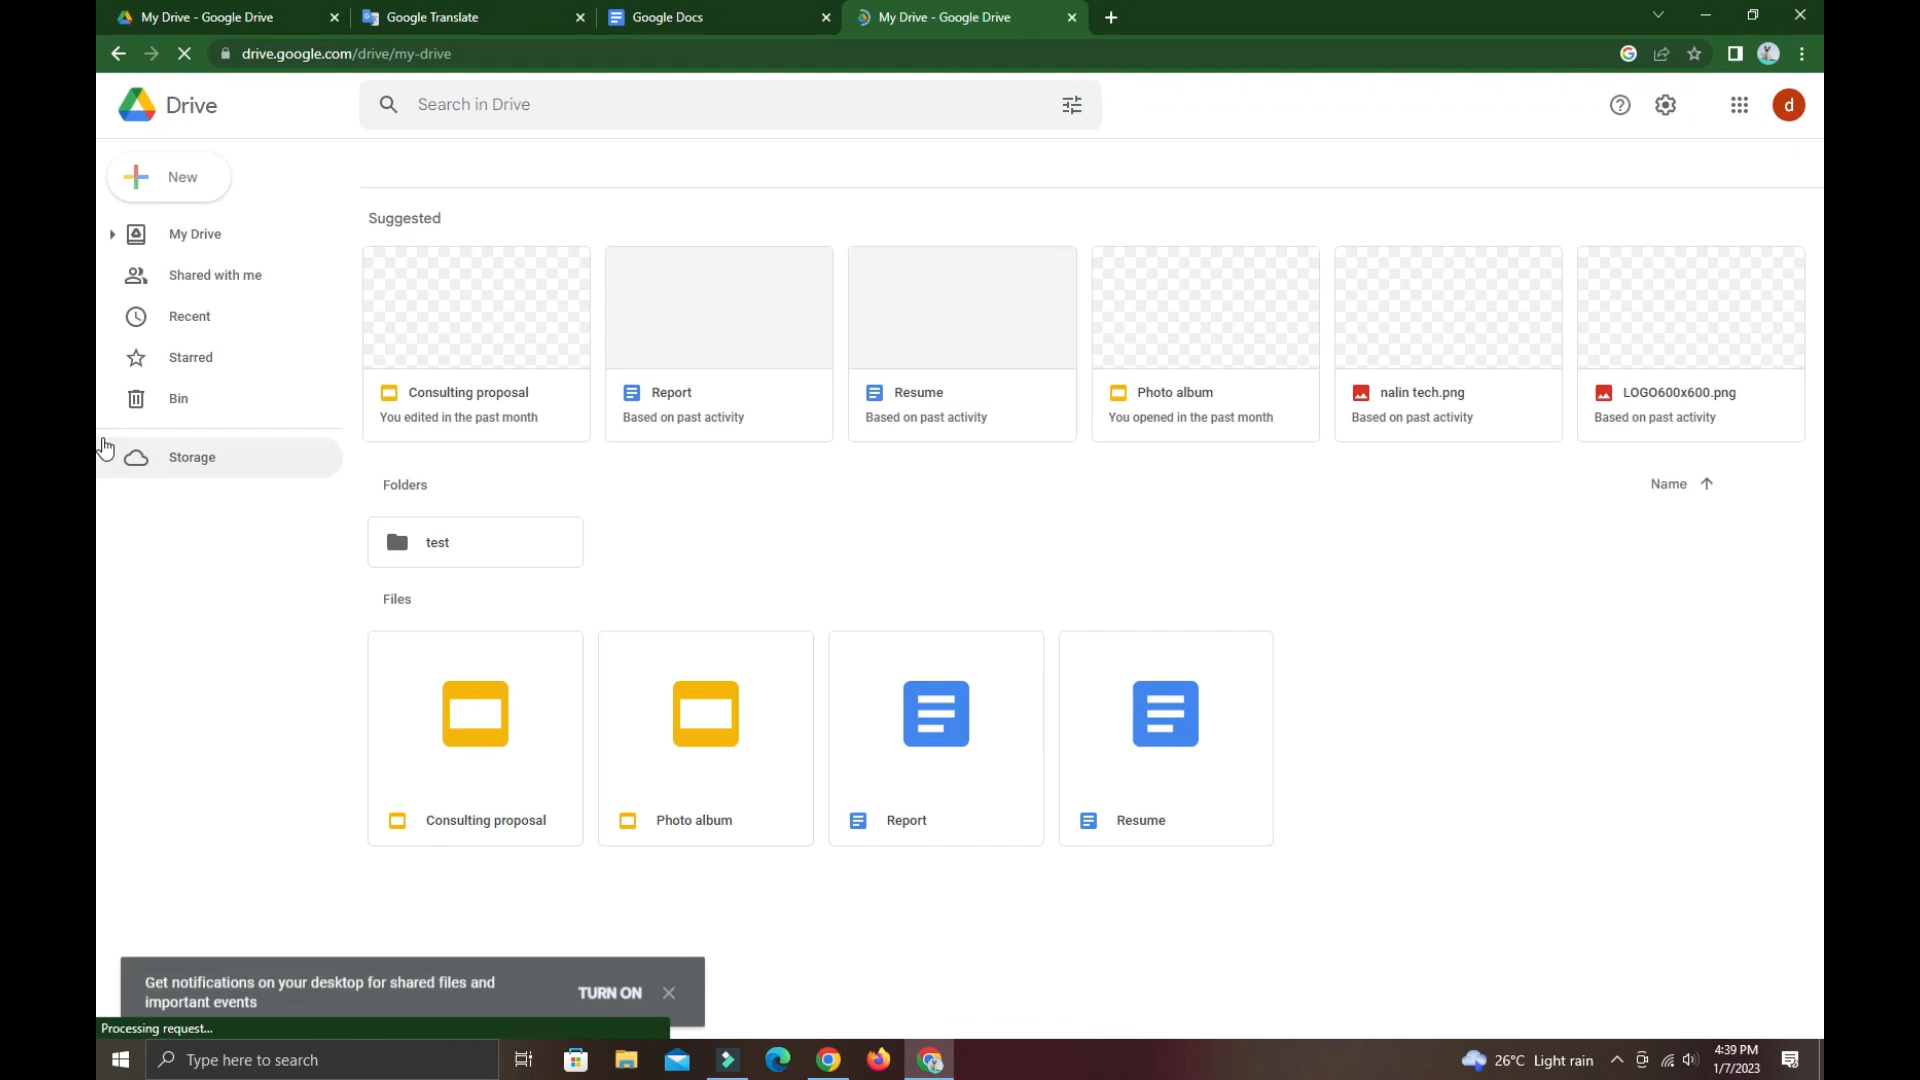 My Drive - Google Drive
Google Translate
Google Docs
My Drive - Google Drive
drive.google.com/drive/my-drive
Drive
Search in Drive
d
New
My Drive
Shared with me
Recent
Starred
Bin
Storage
Suggested
Consulting proposal
You edited in the past month
Report
Based on past activity
Resume
Based on past activity
Photo album
You opened in the past month
nalin tech.png
Based on past activity
LOGO600x600.png
Based on past activity
Folders
Name
test
Files
Consulting proposal
Photo album
Report
Resume
Get notifications on your desktop for shared files and
important events
TURN ON
Processing request...
Type here to search
26°C Light rain
4:39 PM
1/7/2023